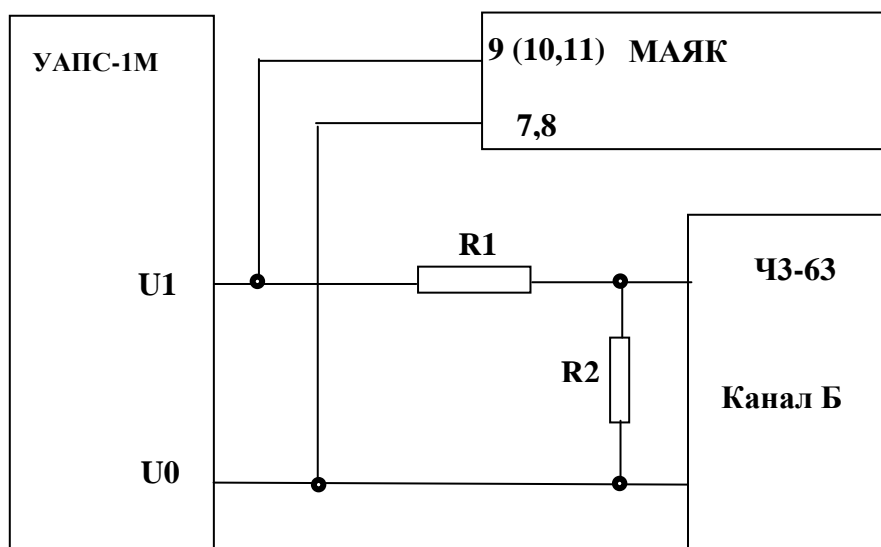 УАПС-1М
9 (10,11) МАЯК
7,8
R1
U1
Ч3-63
R2
Канал Б
U0